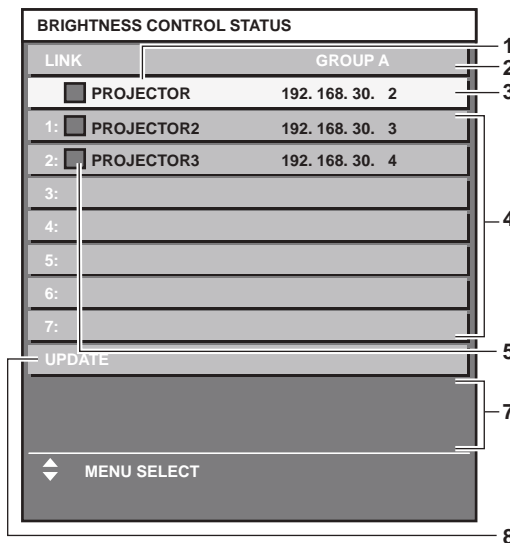 BRIGHTNESS CONTROL STATUS
LINK GROUP A
PROJECTOR 192. 168. 30. 2
1: PROJECTOR2 192. 168. 30. 3
2: PROJECTOR3 192. 168. 30. 4
3:
4:
5:
6:
7:
UPDATE
MENU SELECT
1
2
3
4
5
7
8